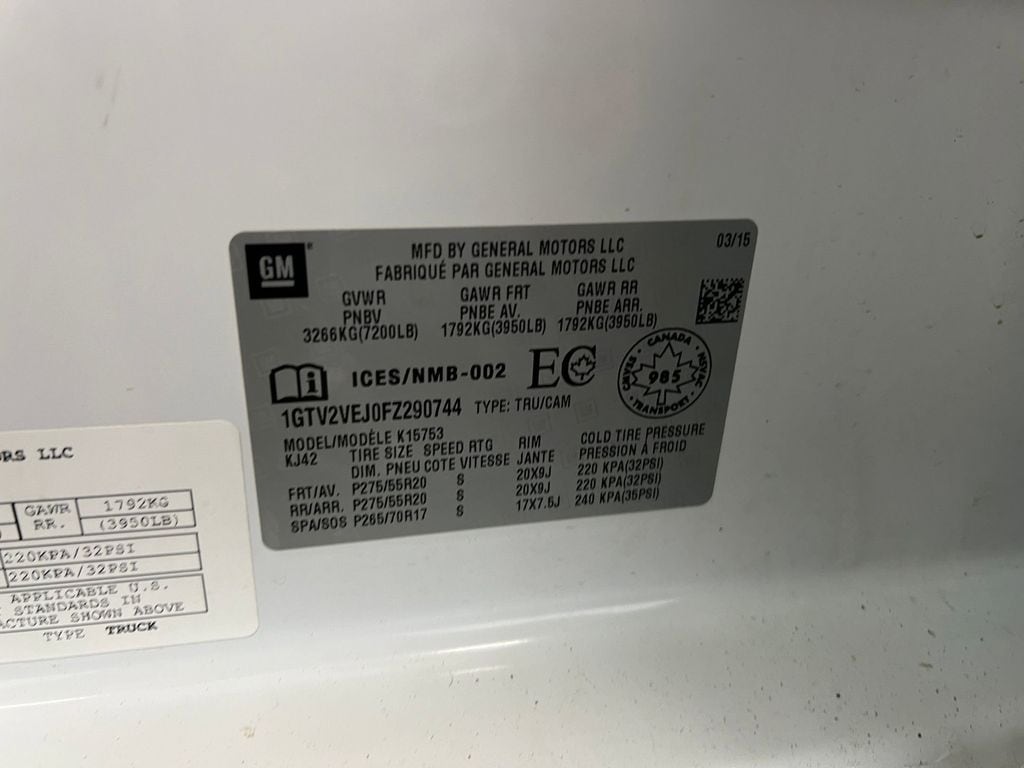 GM
MFD BY GENERAL MOTORS LLC
03/15
FABRIQUÉ PAR GENERAL MOTORS LLC
GVWR GAWR FRT GAWR RR
PNBV PNBE AV. PNBE ARR.
3266KG(7200LB) 1792KG(3950LB) 1792KG(3950LB)
i ICES/NMB-002 EC
CANADA
CMVSS 985 NSVAC
TRANSPORT
1GTV2VEJ0FZ290744 TYPE: TRU/CAM
MODEL/MODÈLE K15753
KJ42 TIRE SIZE SPEED RTG RIM COLD TIRE PRESSURE
DIM. PNEU COTE VITESSE JANTE PRESSION À FROID
FRT/AV. P275/55R20 S 20X9J 220 KPA(32PSI)
RR/ARR. P275/55R20 S 20X9J 220 KPA(32PSI)
SPA/SOS P265/70R17 S 17X7.5J 240 KPA(35PSI)
RS LLC
GAWR 1792KG
RR. (3950LB)
220KPA/32PSI
220KPA/32PSI
APPLICABLE U.S.
STANDARDS IN
ACTURE SHOWN ABOVE
TYPE TRUCK